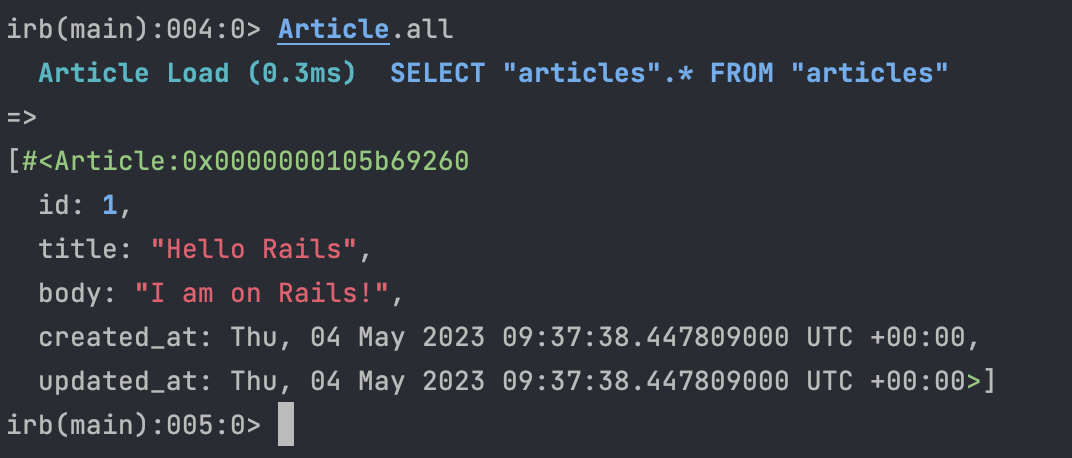 irb(main):004:0> Article.all
  Article Load (0.3ms)  SELECT "articles".* FROM "articles"
=>
[#<Article:0x0000000105b69260
  id: 1,
  title: "Hello Rails",
  body: "I am on Rails!",
  created_at: Thu, 04 May 2023 09:37:38.447809000 UTC +00:00,
  updated_at: Thu, 04 May 2023 09:37:38.447809000 UTC +00:00>]
irb(main):005:0>